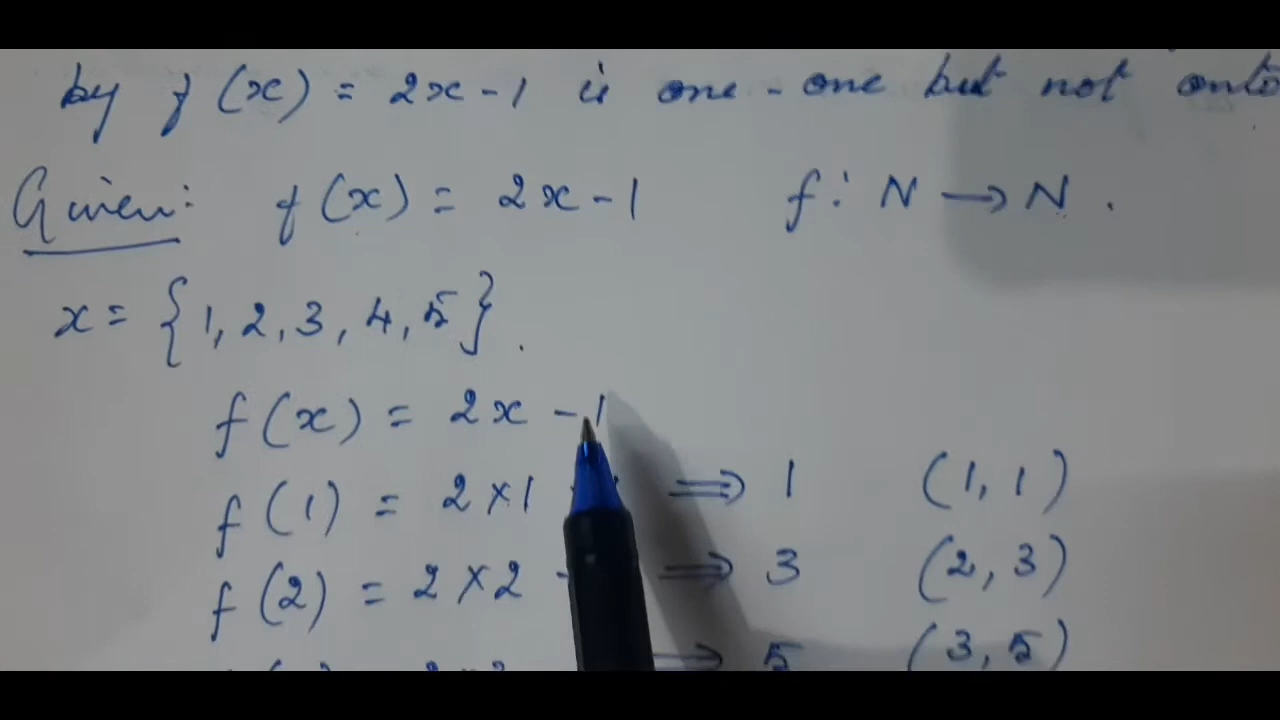 by f(x) = 2x - 1 is one - one but not onto
Given: f(x) = 2x - 1 f: N → N .
x = {1, 2, 3, 4, 5} .
f(x) = 2x - 1
f(1) = 2 × 1 ⇒ 1 (1, 1)
f(2) = 2 × 2 - ⇒ 3 (2, 3)
⇒ 5 (3, 5)